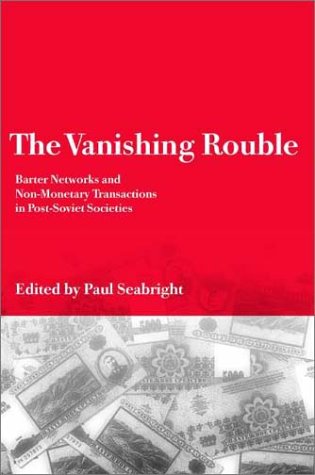 The Vanishing Rouble
Barter Networks and
Non-Monetary Transactions
in Post-Soviet Societies
Edited by Paul Seabright